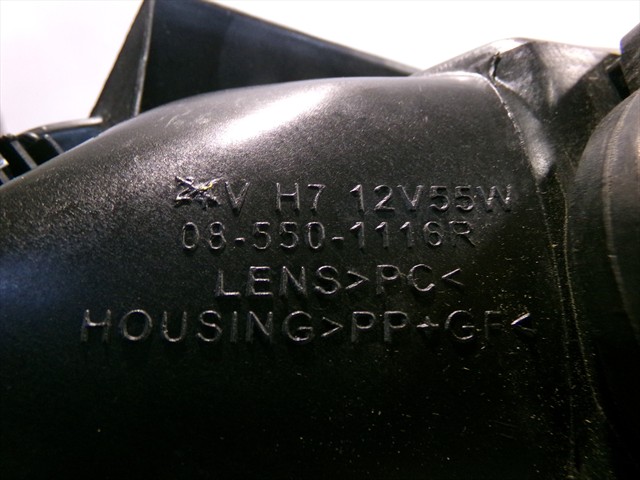 V H7 12V55W
08-550-1116R
LENS>PC<
HOUSING>PP+GF<